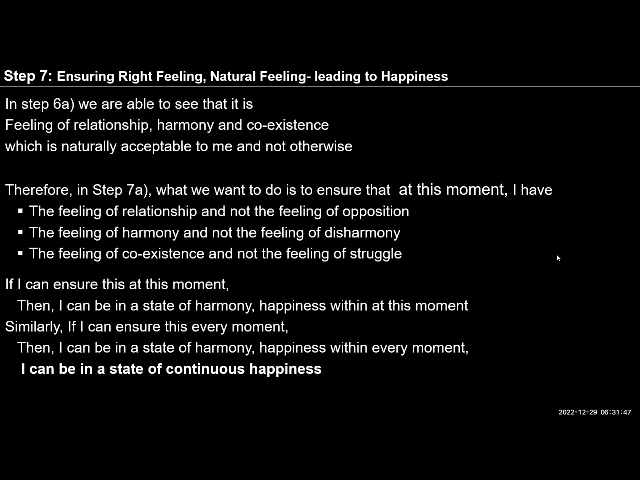 Step 7: Ensuring Right Feeling, Natural Feeling- leading to Happiness
In step 6a) we are able to see that it is
Feeling of relationship, harmony and co-existence
which is naturally acceptable to me and not otherwise
Therefore, in Step 7a), what we want to do is to ensure that at this moment, I have
▪ The feeling of relationship and not the feeling of opposition
▪ The feeling of harmony and not the feeling of disharmony
▪ The feeling of co-existence and not the feeling of struggle
If I can ensure this at this moment,
Then, I can be in a state of harmony, happiness within at this moment
Similarly, If I can ensure this every moment,
Then, I can be in a state of harmony, happiness within every moment,
I can be in a state of continuous happiness
2022-12-29 06:31:47